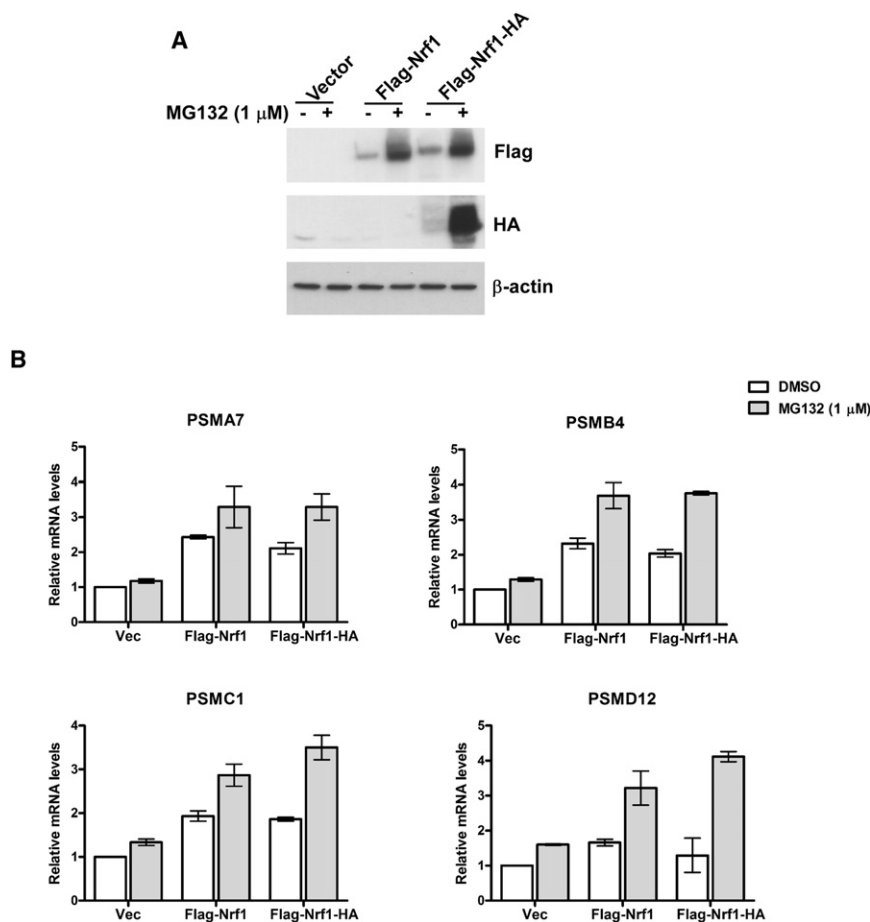 A
Vector
Flag-Nrf1
Flag-Nrf1-HA
MG132 (1 μM) - + - + - +
Flag
HA
β-actin
B
DMSO
MG132 (1 μM)
PSMA7
Relative mRNA levels
5
4
3
2
1
0
Vec Flag-Nrf1 Flag-Nrf1-HA
PSMB4
Relative mRNA levels
5
4
3
2
1
0
Vec Flag-Nrf1 Flag-Nrf1-HA
PSMC1
Relative mRNA levels
4
3
2
1
0
Vec Flag-Nrf1 Flag-Nrf1-HA
PSMD12
Relative mRNA levels
5
4
3
2
1
0
Vec Flag-Nrf1 Flag-Nrf1-HA